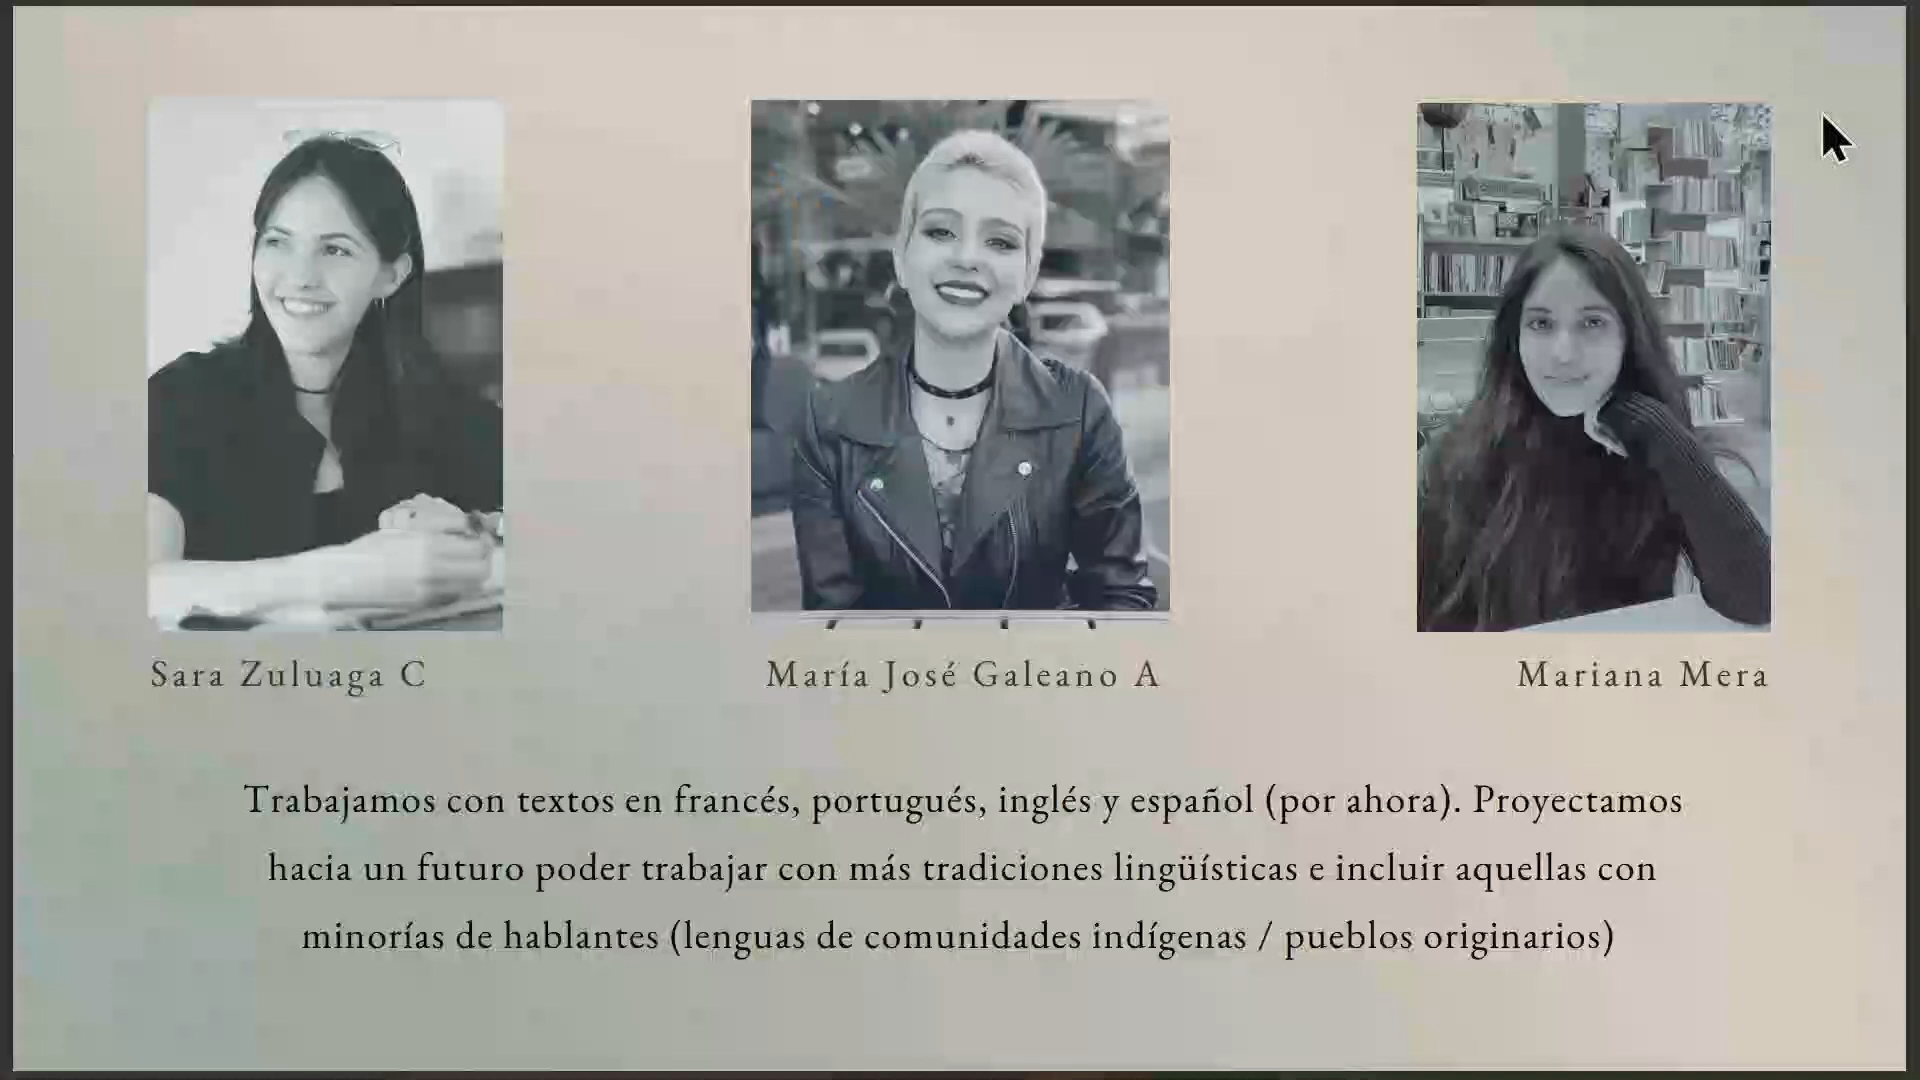 Sara Zuluaga C
María José Galeano A
Mariana Mera
Trabajamos con textos en francés, portugués, inglés y español (por ahora). Proyectamos
hacia un futuro poder trabajar con más tradiciones lingüísticas e incluir aquellas con
minorías de hablantes (lenguas de comunidades indígenas / pueblos originarios)